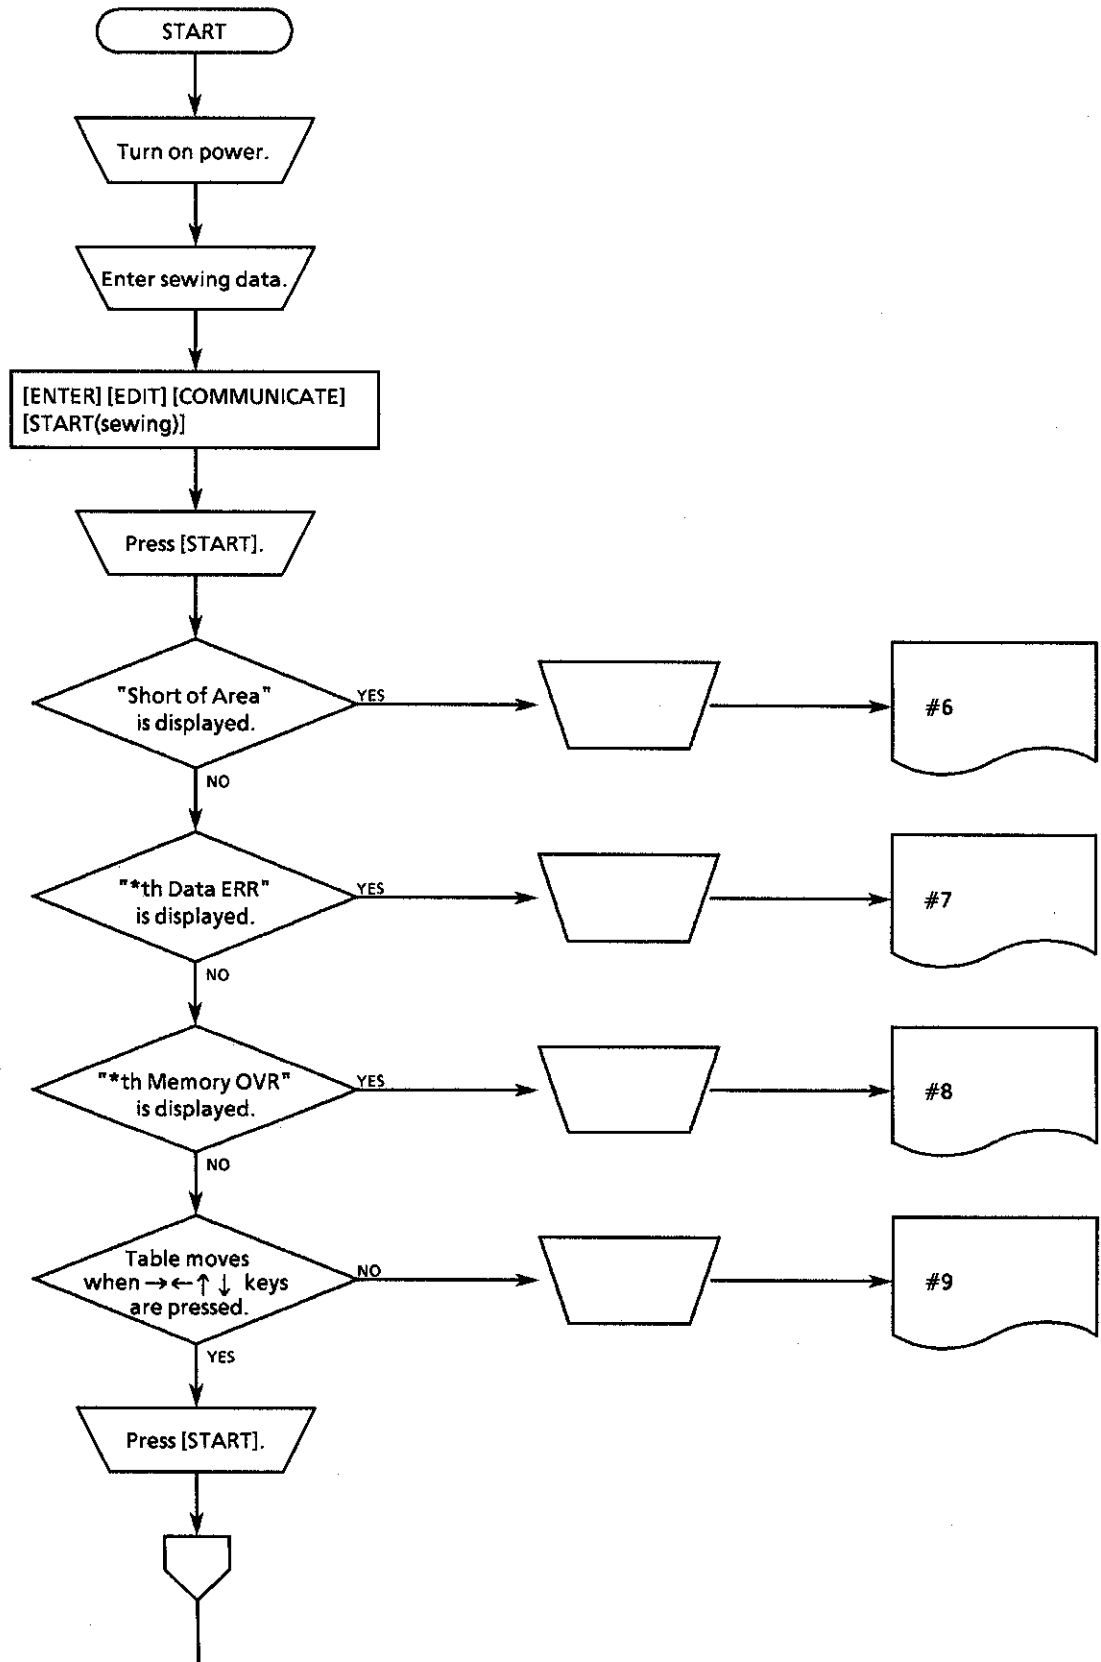 START
Turn on power.
Enter sewing data.
[ENTER] [EDIT] [COMMUNICATE]
[START(sewing)]
Press [START].
"Short of Area"
is displayed.
YES
#6
NO
"*th Data ERR"
is displayed.
YES
#7
NO
"*th Memory OVR"
is displayed.
YES
#8
NO
Table moves
when →←↑↓ keys
are pressed.
NO
#9
YES
Press [START].